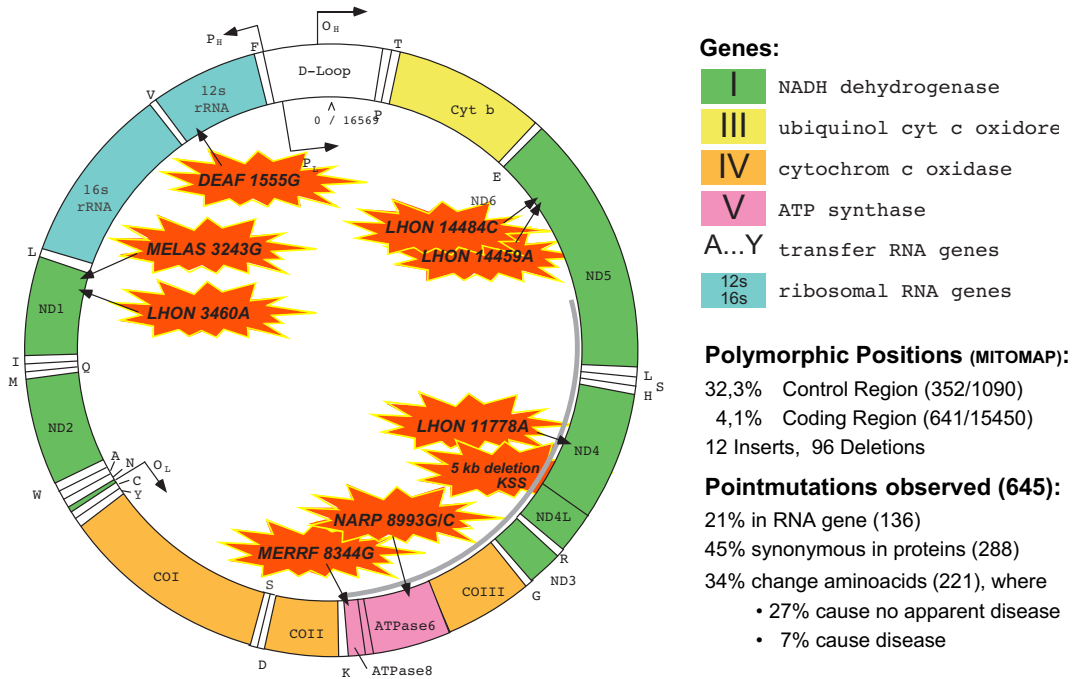 O_H
P_H
F
T
D-Loop
12s
rRNA
V
Cyt b
P
^
0 / 16569
P_L
E
DEAF 1555G
16s
rRNA
ND6
LHON 14484C
MELAS 3243G
LHON 14459A
L
ND5
ND1
LHON 3460A
I
Q
M
L
S
H
ND2
LHON 11778A
ND4
A
N
O_L
5 kb deletion
KSS
C
Y
W
NARP 8993G/C
ND4L
MERRF 8344G
R
COI
ND3
S
COIII
G
ATPase6
COII
D
K
ATPase8
Genes:
I NADH dehydrogenase
III ubiquinol cyt c oxidore
IV cytochrom c oxidase
V ATP synthase
A...Y transfer RNA genes
12s
16s ribosomal RNA genes
Polymorphic Positions (MITOMAP):
32,3% Control Region (352/1090)
4,1% Coding Region (641/15450)
12 Inserts, 96 Deletions
Pointmutations observed (645):
21% in RNA gene (136)
45% synonymous in proteins (288)
34% change aminoacids (221), where
• 27% cause no apparent disease
• 7% cause disease